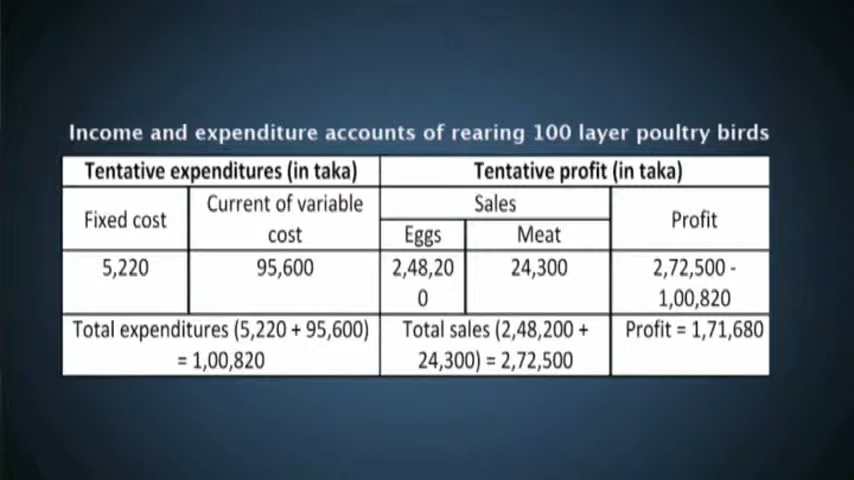 Income and expenditure accounts of rearing 100 layer poultry birds
Tentative expenditures (in taka)
Tentative profit (in taka)
Fixed cost
Current of variable
cost
Sales
Eggs
Meat
Profit
5,220
95,600
2,48,20
0
24,300
2,72,500 -
1,00,820
Total expenditures (5,220 + 95,600)
= 1,00,820
Total sales (2,48,200 +
24,300) = 2,72,500
Profit = 1,71,680